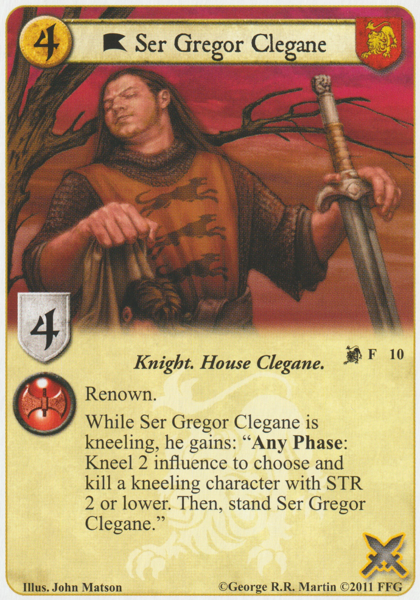 4
Ser Gregor Clegane
4
Knight. House Clegane.
F 10
Renown.
While Ser Gregor Clegane is
kneeling, he gains: “Any Phase:
Kneel 2 influence to choose and
kill a kneeling character with STR
2 or lower. Then, stand Ser Gregor
Clegane.”
Illus. John Matson
©George R.R. Martin ©2011 FFG